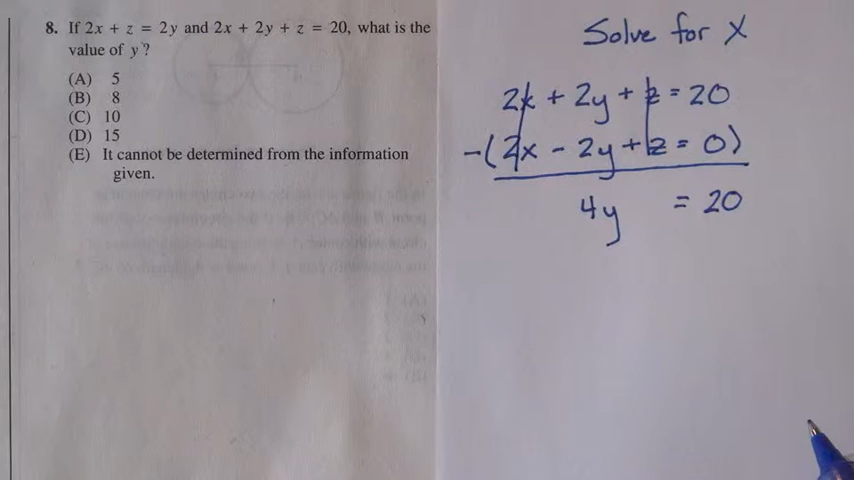 8. If 2x + z = 2y and 2x + 2y + z = 20, what is the
value of y?
(A) 5
(B) 8
(C) 10
(D) 15
(E) It cannot be determined from the information
given.
Solve for X
2x + 2y + z = 20
-(2x - 2y + z = 0)
4y = 20